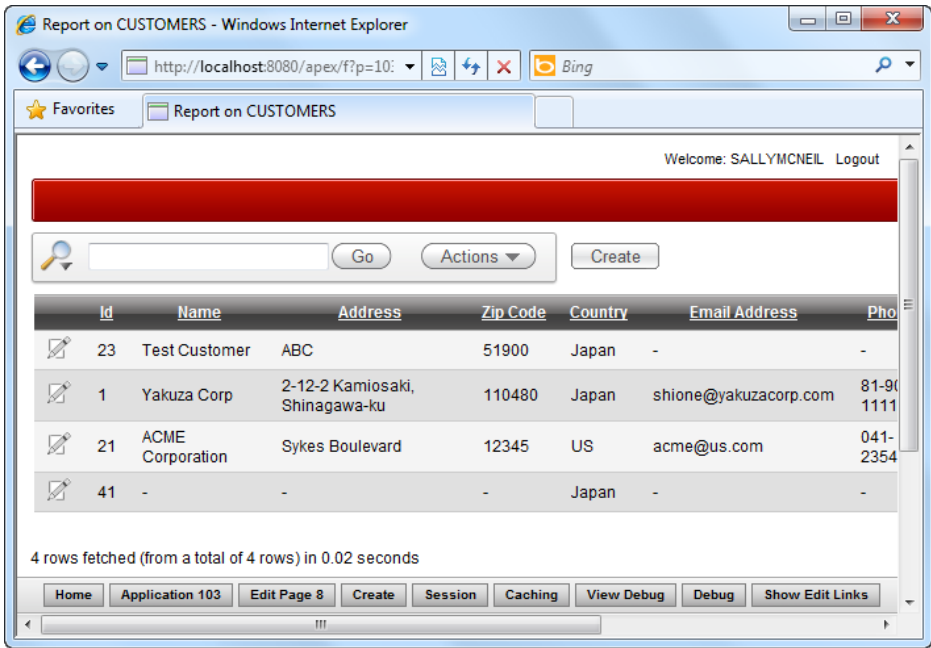 Report on CUSTOMERS - Windows Internet Explorer
http://localhost:8080/apex/f?p=10
Bing
Favorites
Report on CUSTOMERS
Welcome: SALLYMCNEIL Logout
Go
Actions
Create
Id Name Address Zip Code Country Email Address Pho
23 Test Customer ABC 51900 Japan - -
1 Yakuza Corp 2-12-2 Kamiosaki, Shinagawa-ku 110480 Japan shione@yakuzacorp.com 81-90 1111
21 ACME Corporation Sykes Boulevard 12345 US acme@us.com 041- 2354
41 - - - Japan - -
4 rows fetched (from a total of 4 rows) in 0.02 seconds
Home Application 103 Edit Page 8 Create Session Caching View Debug Debug Show Edit Links